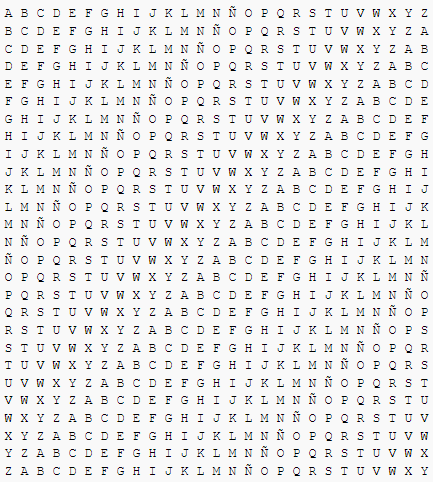 A B C D E F G H I J K L M N Ñ O P Q R S T U V W X Y Z
B C D E F G H I J K L M N Ñ O P Q R S T U V W X Y Z A
C D E F G H I J K L M N Ñ O P Q R S T U V W X Y Z A B
D E F G H I J K L M N Ñ O P Q R S T U V W X Y Z A B C
E F G H I J K L M N Ñ O P Q R S T U V W X Y Z A B C D
F G H I J K L M N Ñ O P Q R S T U V W X Y Z A B C D E
G H I J K L M N Ñ O P Q R S T U V W X Y Z A B C D E F
H I J K L M N Ñ O P Q R S T U V W X Y Z A B C D E F G
I J K L M N Ñ O P Q R S T U V W X Y Z A B C D E F G H
J K L M N Ñ O P Q R S T U V W X Y Z A B C D E F G H I
K L M N Ñ O P Q R S T U V W X Y Z A B C D E F G H I J
L M N Ñ O P Q R S T U V W X Y Z A B C D E F G H I J K
M N Ñ O P Q R S T U V W X Y Z A B C D E F G H I J K L
N Ñ O P Q R S T U V W X Y Z A B C D E F G H I J K L M
Ñ O P Q R S T U V W X Y Z A B C D E F G H I J K L M N
O P Q R S T U V W X Y Z A B C D E F G H I J K L M N Ñ
P Q R S T U V W X Y Z A B C D E F G H I J K L M N Ñ O
Q R S T U V W X Y Z A B C D E F G H I J K L M N Ñ O P
R S T U V W X Y Z A B C D E F G H I J K L M N Ñ O P S
S T U V W X Y Z A B C D E F G H I J K L M N Ñ O P Q R
T U V W X Y Z A B C D E F G H I J K L M N Ñ O P Q R S
U V W X Y Z A B C D E F G H I J K L M N Ñ O P Q R S T
V W X Y Z A B C D E F G H I J K L M N Ñ O P Q R S T U
W X Y Z A B C D E F G H I J K L M N Ñ O P Q R S T U V
X Y Z A B C D E F G H I J K L M N Ñ O P Q R S T U V W
Y Z A B C D E F G H I J K L M N Ñ O P Q R S T U V W X
Z A B C D E F G H I J K L M N Ñ O P Q R S T U V W X Y